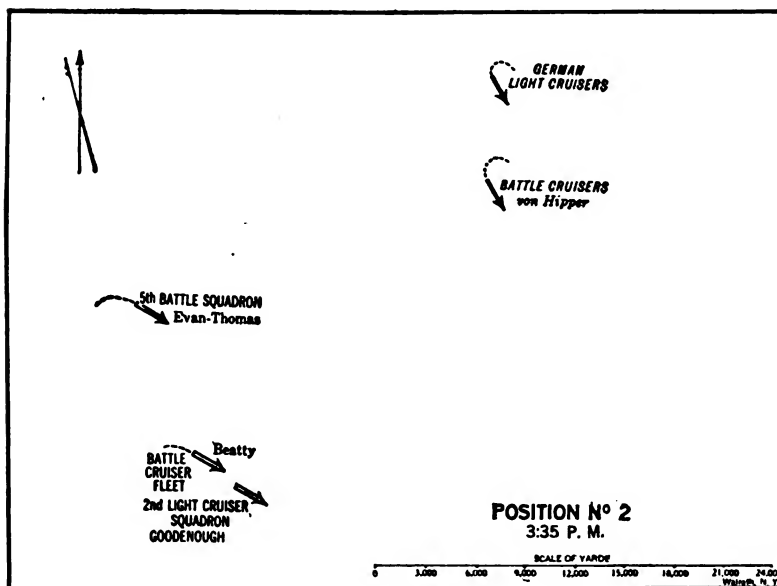 GERMAN
LIGHT CRUISERS
BATTLE CRUISERS
von Hipper
5th BATTLE SQUADRON
Evan-Thomas
Beatty
BATTLE
CRUISER
FLEET
2nd LIGHT CRUISER
SQUADRON
GOODENOUGH
POSITION Nº 2
3:35 P. M.
SCALE OF YARDS
0 3,000 6,000 9,000 12,000 15,000 18,000 21,000 24,00
N. Y.